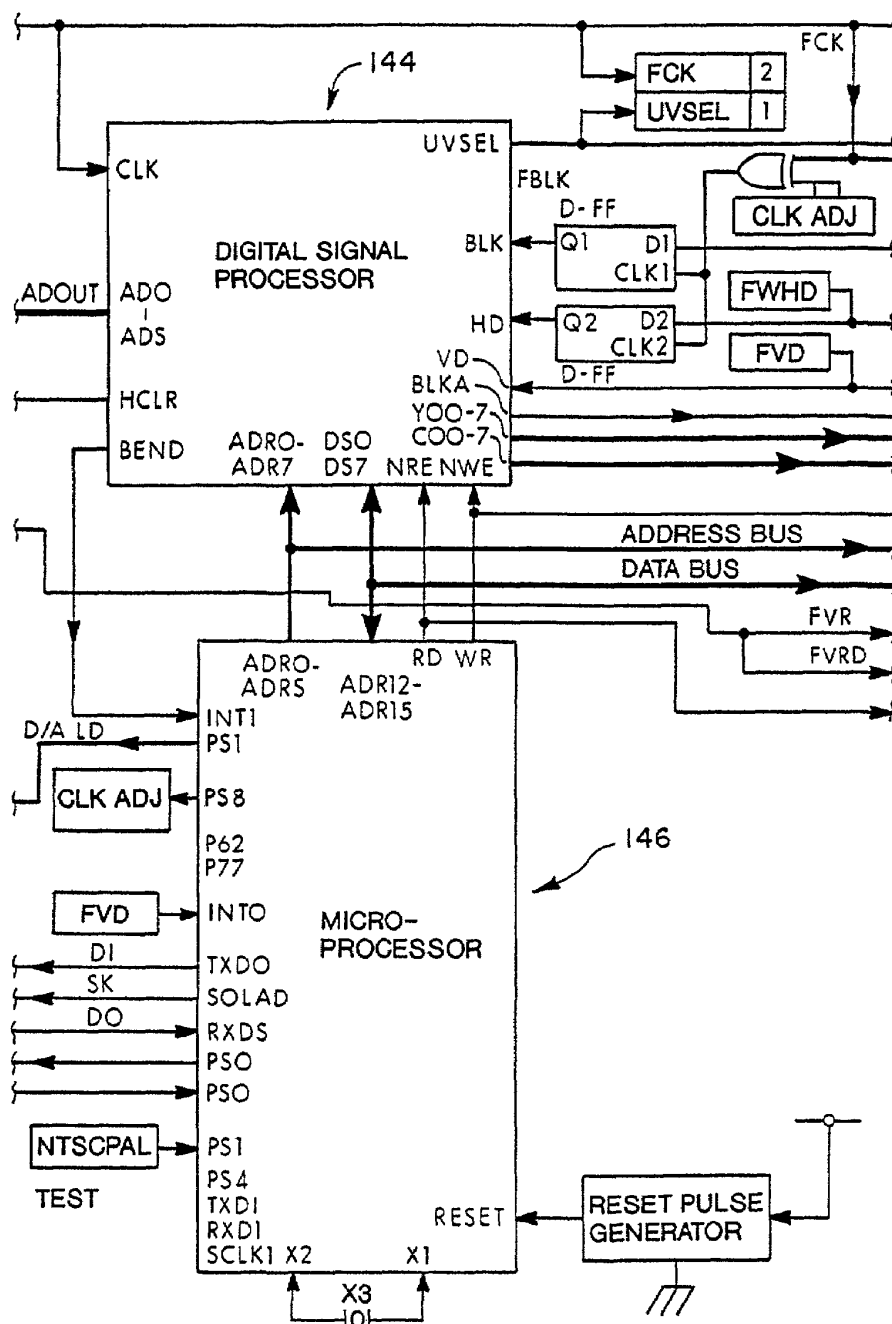 FCK
144
FCK 2
UVSEL 1
UVSEL
CLK
FBLK
CLK ADJ
D-FF
DIGITAL SIGNAL
PROCESSOR
BLK
Q1 D1
CLK1
ADOUT
ADO
-
ADS
FWHD
HD
Q2 D2
CLK2
FVD
VD
D-FF
HCLR
BLKA
YOO-7
COO-7
BEND
ADRO-
ADR7
DSO
DS7
NRE NWE
ADDRESS BUS
DATA BUS
FVR
FVRD
ADRO-
ADRS
ADR12-
ADR15
RD WR
INT1
D/A LD
PS1
CLK ADJ
PS8
146
P62
P77
FVD
INTO
MICRO-
PROCESSOR
DI
TXDO
SK
SOLAD
DO
RXDS
PSO
PSO
NTSCPAL
PS1
TEST
PS4
TXD1
RXD1
SCLK1 X2 X1
RESET
RESET PULSE
GENERATOR
X3